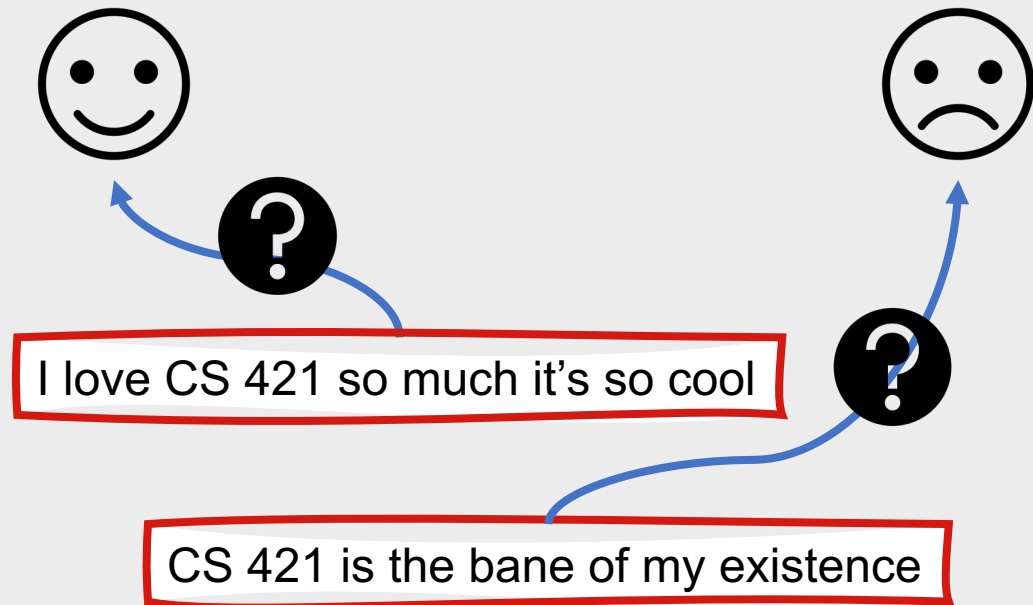 ?
I love CS 421 so much it’s so cool
?
CS 421 is the bane of my existence